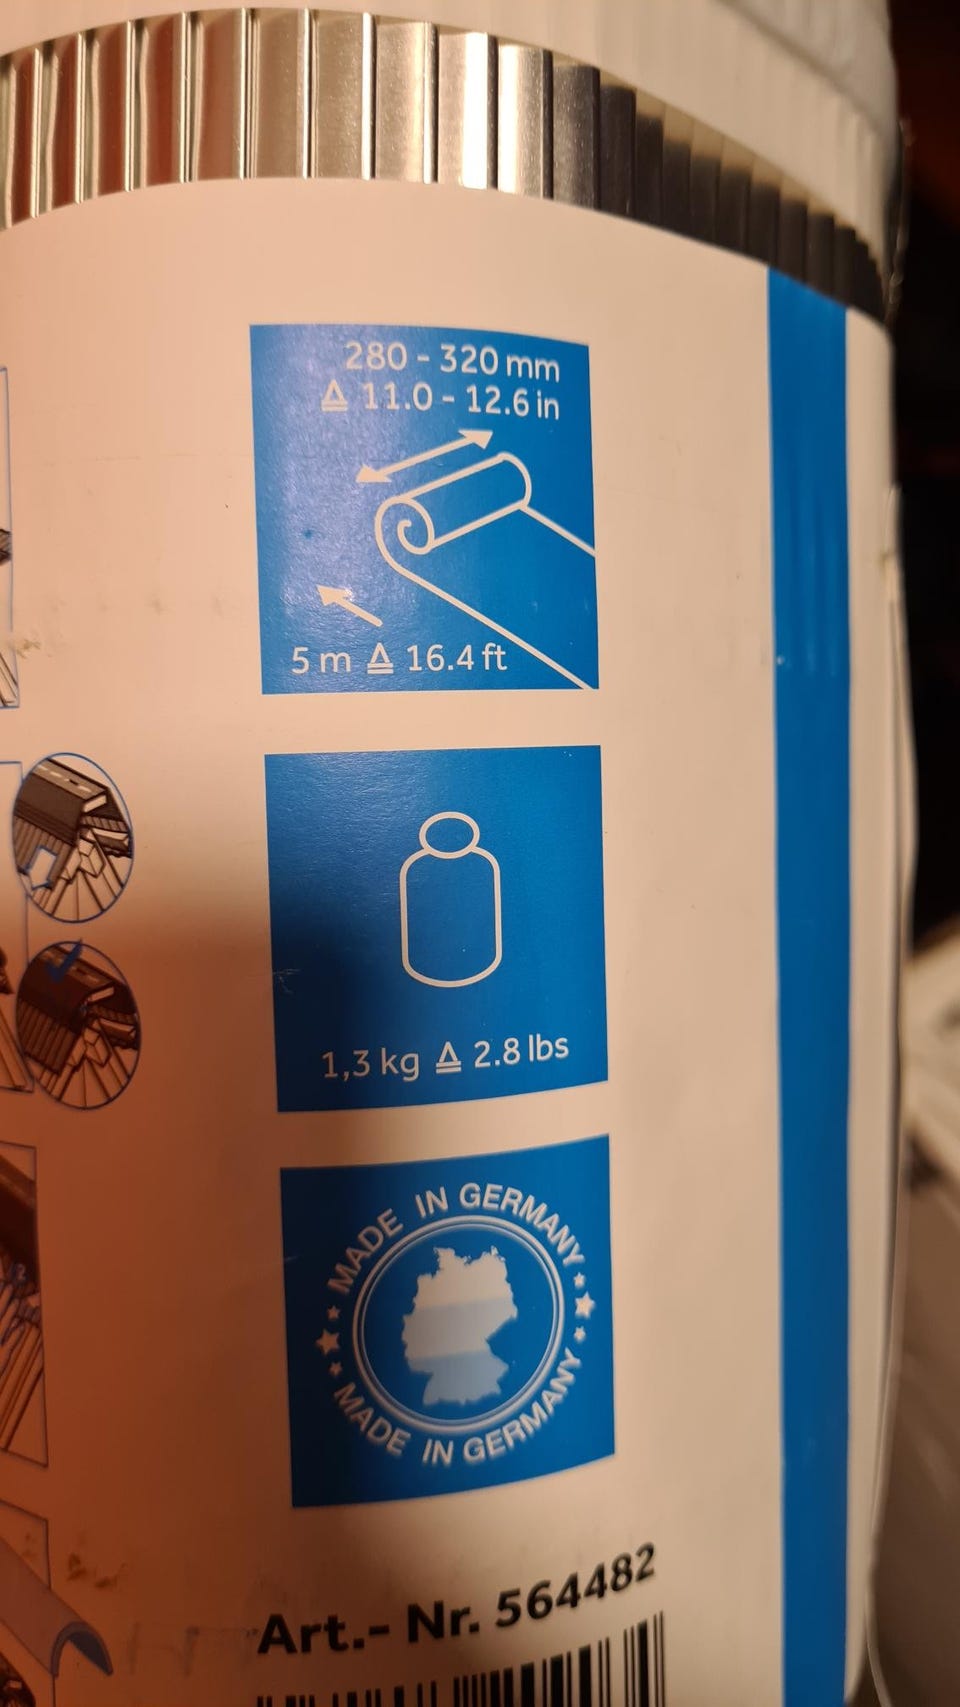 280 - 320 mm
≙ 11.0 - 12.6 in
5 m ≙ 16.4 ft
1,3 kg ≙ 2.8 lbs
MADE IN GERMANY
MADE IN GERMANY
Art.- Nr. 564482